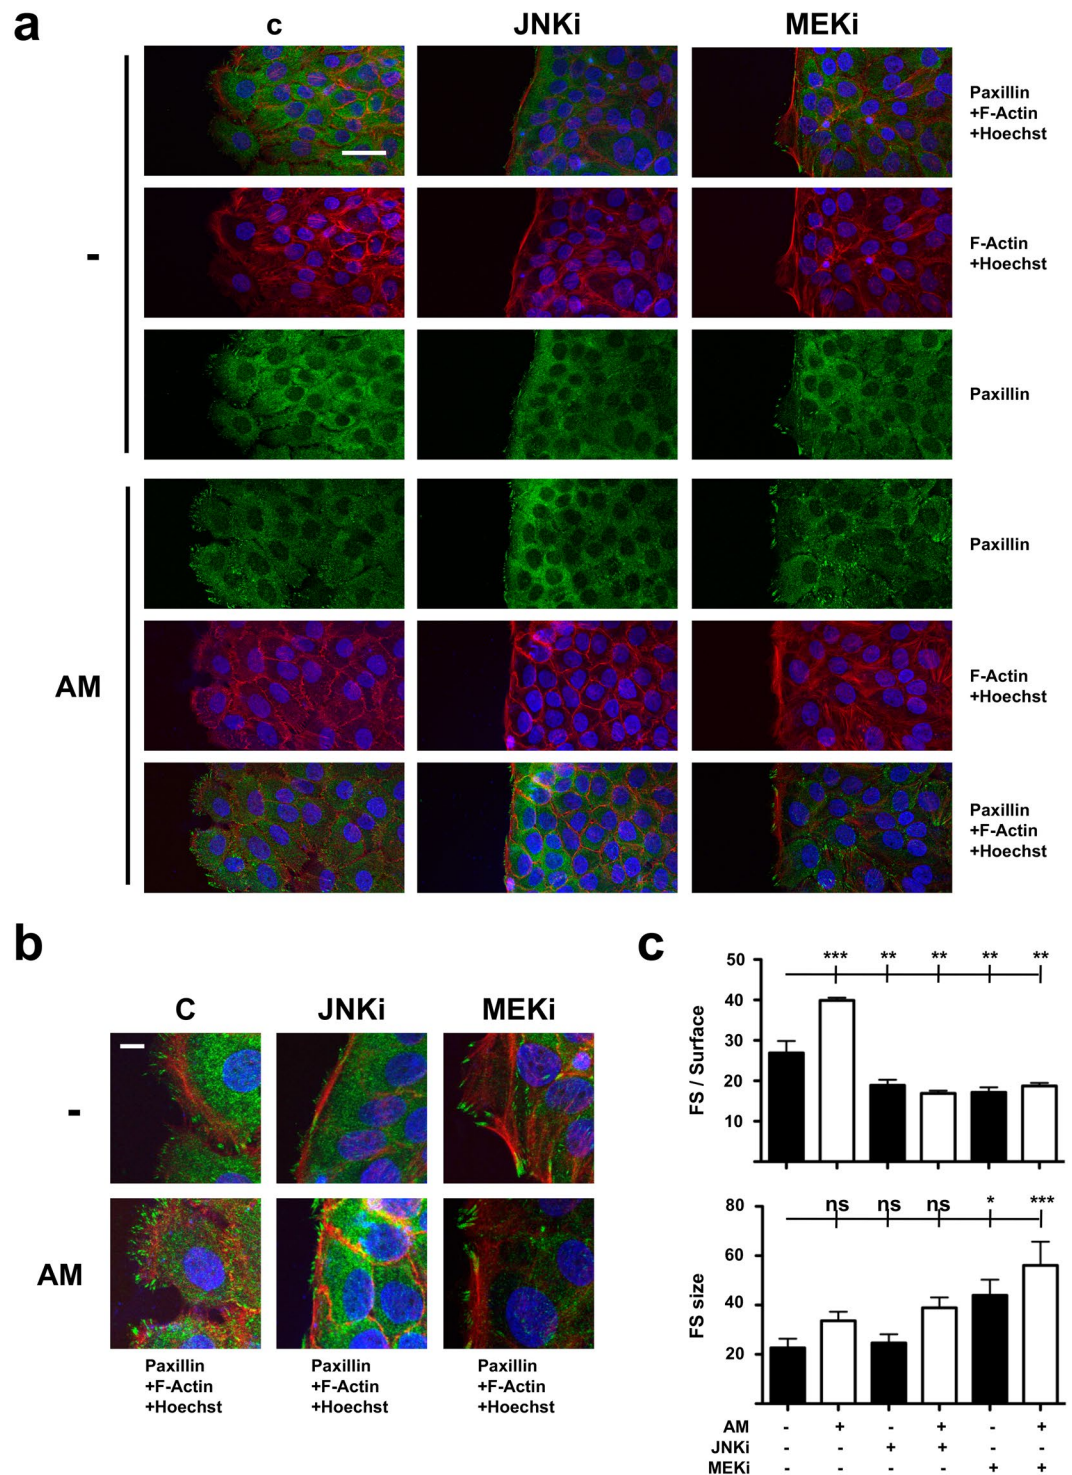 a
c JNKi MEKi
Paxillin
+F-Actin
+Hoechst
F-Actin
+Hoechst
-
Paxillin
Paxillin
AM
F-Actin
+Hoechst
Paxillin
+F-Actin
+Hoechst
b
C JNKi MEKi
-
AM
Paxillin Paxillin Paxillin
+F-Actin +F-Actin +F-Actin
+Hoechst +Hoechst +Hoechst
c
50
40
30
20
10
FS / Surface
*** ** ** ** **
80
60
40
20
FS size
ns ns ns * ***
AM - + - + - +
JNKi - - + + - -
MEKi - - - - + +